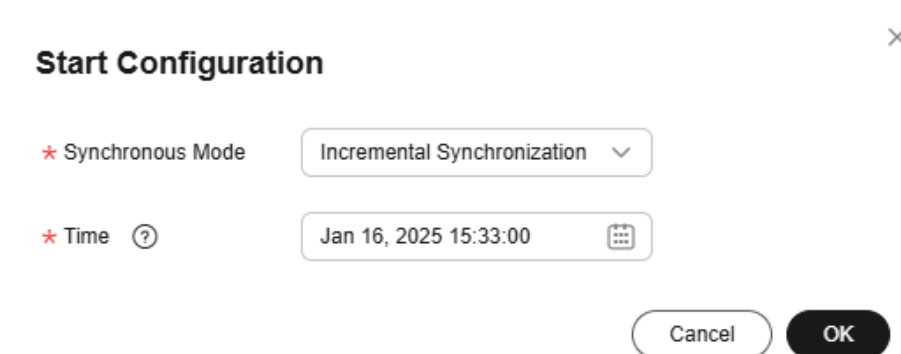 Start Configuration
* Synchronous Mode Incremental Synchronization
* Time ? Jan 16, 2025 15:33:00
Cancel OK